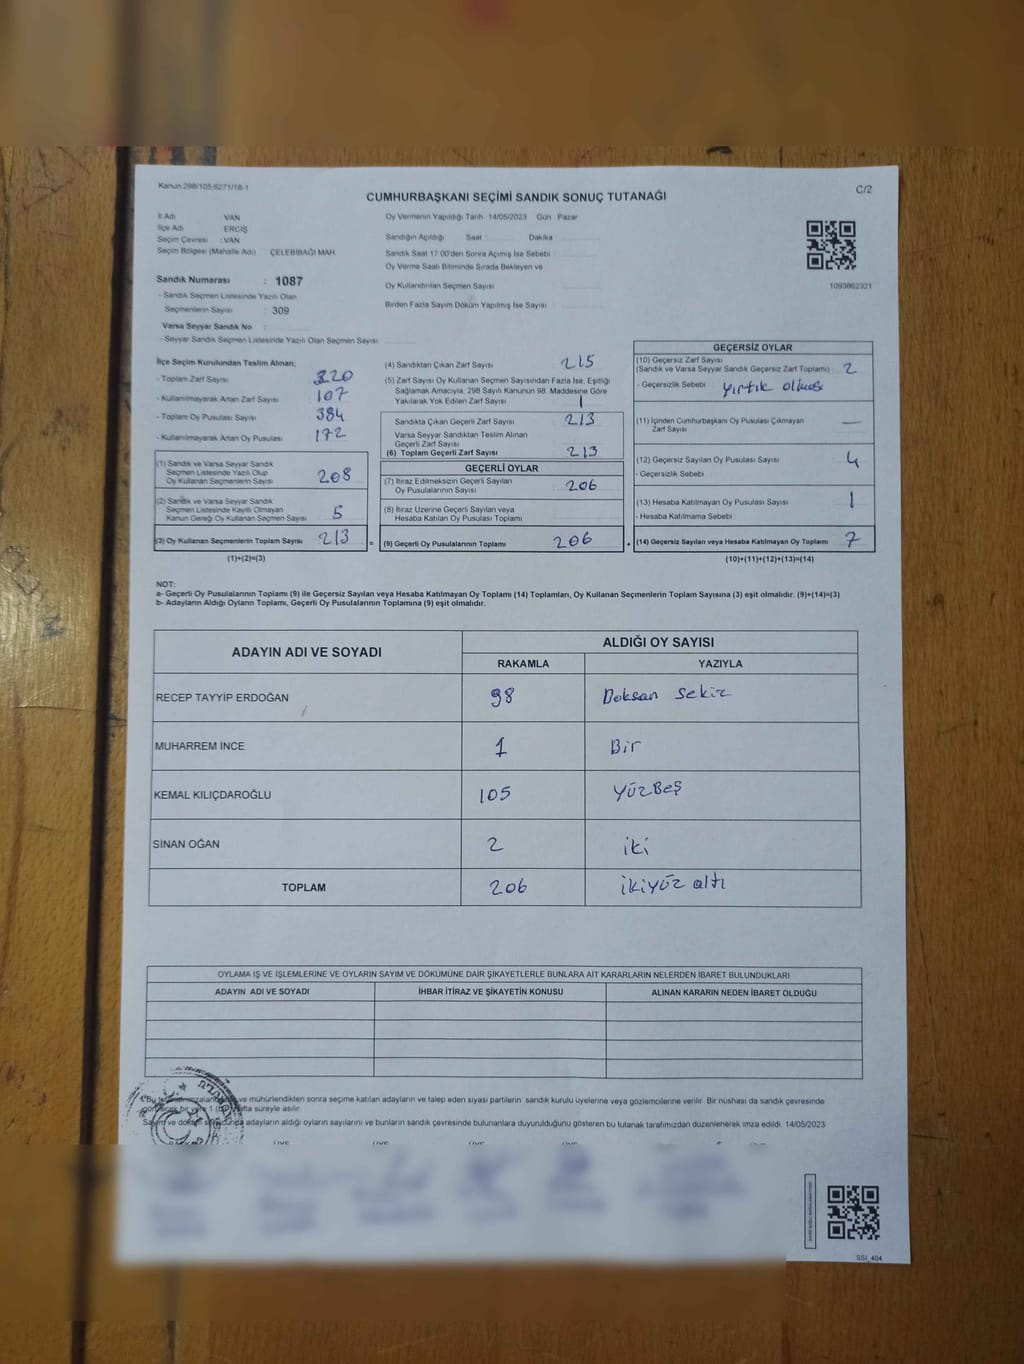 Kanun:298/105,6271/18-1
C/2
CUMHURBAŞKANI SEÇİMİ SANDIK SONUÇ TUTANAĞI
İl Adı VAN
İlçe Adı ERCİŞ
Seçim Çevresi : VAN
Seçim Bölgesi (Mahalle Adı) ÇELEBİBAĞI MAH
Sandık Numarası : 1087
- Sandık Seçmen Listesinde Yazılı Olan
Seçmenlerin Sayısı 309
Varsa Seyyar Sandık No
- Seyyar Sandık Seçmen Listesinde Yazılı Olan Seçmen Sayısı
Oy Vermenin Yapıldığı Tarih 14/05/2023 Gün Pazar
Sandığın Açıldığı Saat Dakika
Sandık Saat 17:00'den Sonra Açılmış İse Sebebi
Oy Verme Saati Bitiminde Sırada Bekleyen ve
Oy Kullandırılan Seçmen Sayısı
Birden Fazla Sayım Döküm Yapılmış İse Sayısı
1093862321
İlçe Seçim Kurulundan Teslim Alınan;
- Toplam Zarf Sayısı 320
- Kullanılmayarak Artan Zarf Sayısı 107
- Toplam Oy Pusulası Sayısı 384
- Kullanılmayarak Artan Oy Pusulası 172
(1) Sandık ve Varsa Seyyar Sandık
Seçmen Listesinde Yazılı Olup
Oy Kullanan Seçmenlerin Sayısı 208
(2) Sandık ve Varsa Seyyar Sandık
Seçmen Listesinde Kayıtlı Olmayan
Kanun Gereği Oy Kullanan Seçmen Sayısı 5
(3) Oy Kullanan Seçmenlerin Toplam Sayısı 213 =
(1)+(2)=(3)
(4) Sandıktan Çıkan Zarf Sayısı 215
(5) Zarf Sayısı Oy Kullanan Seçmen Sayısından Fazla İse, Eşitliği
Sağlamak Amacıyla, 298 Sayılı Kanunun 98. Maddesine Göre
Yakılarak Yok Edilen Zarf Sayısı 1
Sandıkta Çıkan Geçerli Zarf Sayısı 213
Varsa Seyyar Sandıktan Teslim Alınan
Geçerli Zarf Sayısı
(6) Toplam Geçerli Zarf Sayısı 213
GEÇERLİ OYLAR
(7) İtiraz Edilmeksizin Geçerli Sayılan
Oy Pusulalarının Sayısı 206
(8) İtiraz Üzerine Geçerli Sayılan veya
Hesaba Katılan Oy Pusulası Toplamı
(9) Geçerli Oy Pusulalarının Toplamı 206 +
GEÇERSİZ OYLAR
(10) Geçersiz Zarf Sayısı
(Sandık ve Varsa Seyyar Sandık Geçersiz Zarf Toplamı) 2
- Geçersizlik Sebebi yırtık olması
(11) İçinden Cumhurbaşkanı Oy Pusulası Çıkmayan
Zarf Sayısı —
(12) Geçersiz Sayılan Oy Pusulası Sayısı 4
- Geçersizlik Sebebi
(13) Hesaba Katılmayan Oy Pusulası Sayısı 1
- Hesaba Katılmama Sebebi
(14) Geçersiz Sayılan veya Hesaba Katılmayan Oy Toplamı 7
(10)+(11)+(12)+(13)=(14)
NOT:
a- Geçerli Oy Pusulalarının Toplamı (9) ile Geçersiz Sayılan veya Hesaba Katılmayan Oy Toplamı (14) Toplamları, Oy Kullanan Seçmenlerin Toplam Sayısına (3) eşit olmalıdır. (9)+(14)=(3)
b- Adayların Aldığı Oyların Toplamı, Geçerli Oy Pusulalarının Toplamına (9) eşit olmalıdır.
ADAYIN ADI VE SOYADI ALDIĞI OY SAYISI
RAKAMLA YAZIYLA
RECEP TAYYİP ERDOĞAN 98 Doksan sekiz
MUHARREM İNCE 1 Bir
KEMAL KILIÇDAROĞLU 105 YüzBeş
SİNAN OĞAN 2 iki
TOPLAM 206 ikiyüz altı
OYLAMA İŞ VE İŞLEMLERİNE VE OYLARIN SAYIM VE DÖKÜMÜNE DAİR ŞİKAYETLERLE BUNLARA AİT KARARLARIN NELERDEN İBARET BULUNDUKLARI
ADAYIN ADI VE SOYADI İHBAR İTİRAZ VE ŞİKAYETİN KONUSU ALINAN KARARIN NEDEN İBARET OLDUĞU
ve mühürlendikten sonra seçime katılan adayların ve talep eden siyasi partilerin sandık kurulu üyelerine veya gözlemcilerine verilir. Bir nüshası da sandık çevresinde
bir yere 1 hafta süreyle asılır.
Sayım ve döküm adayların aldığı oyların sayılarını ve bunların sandık çevresinde bulunanlara duyurulduğunu gösteren bu tutanak tarafımızdan düzenlenerek imza edildi. 14/05/2023
SSI_404